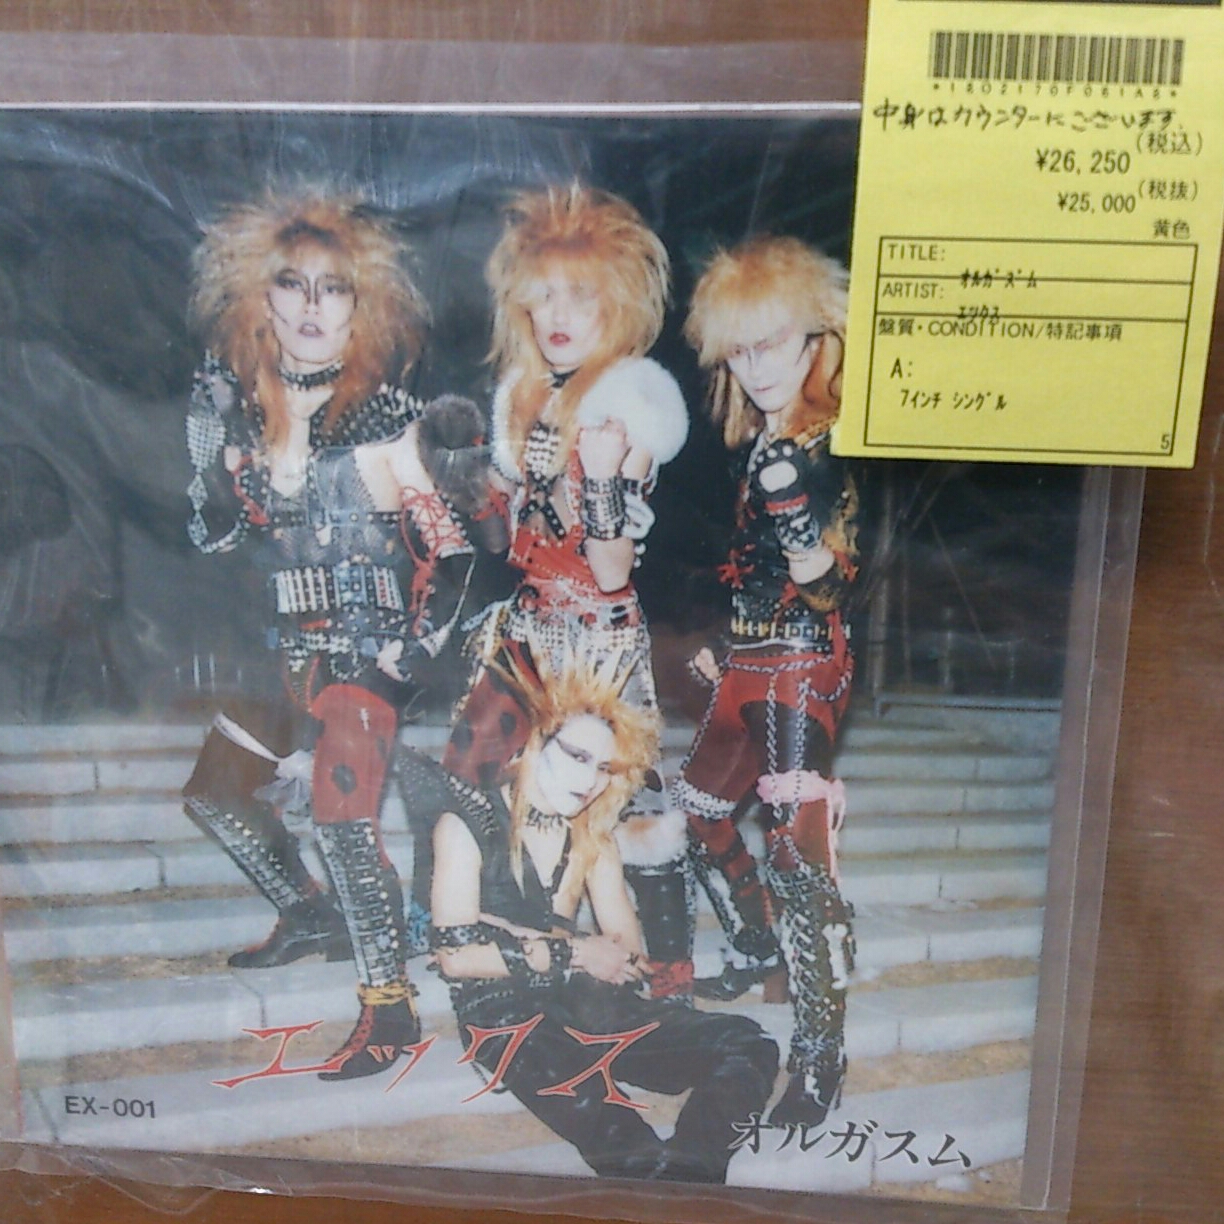 *1802170F061A8*
中身はカウンターにございます。
(税込)
¥26,250
(税抜)
¥25,000
黄色
TITLE:
オルガズム
ARTIST:
エックス
盤質・CONDITION/特記事項
A:
7インチ シングル
5
エックス
EX-001
オルガスム